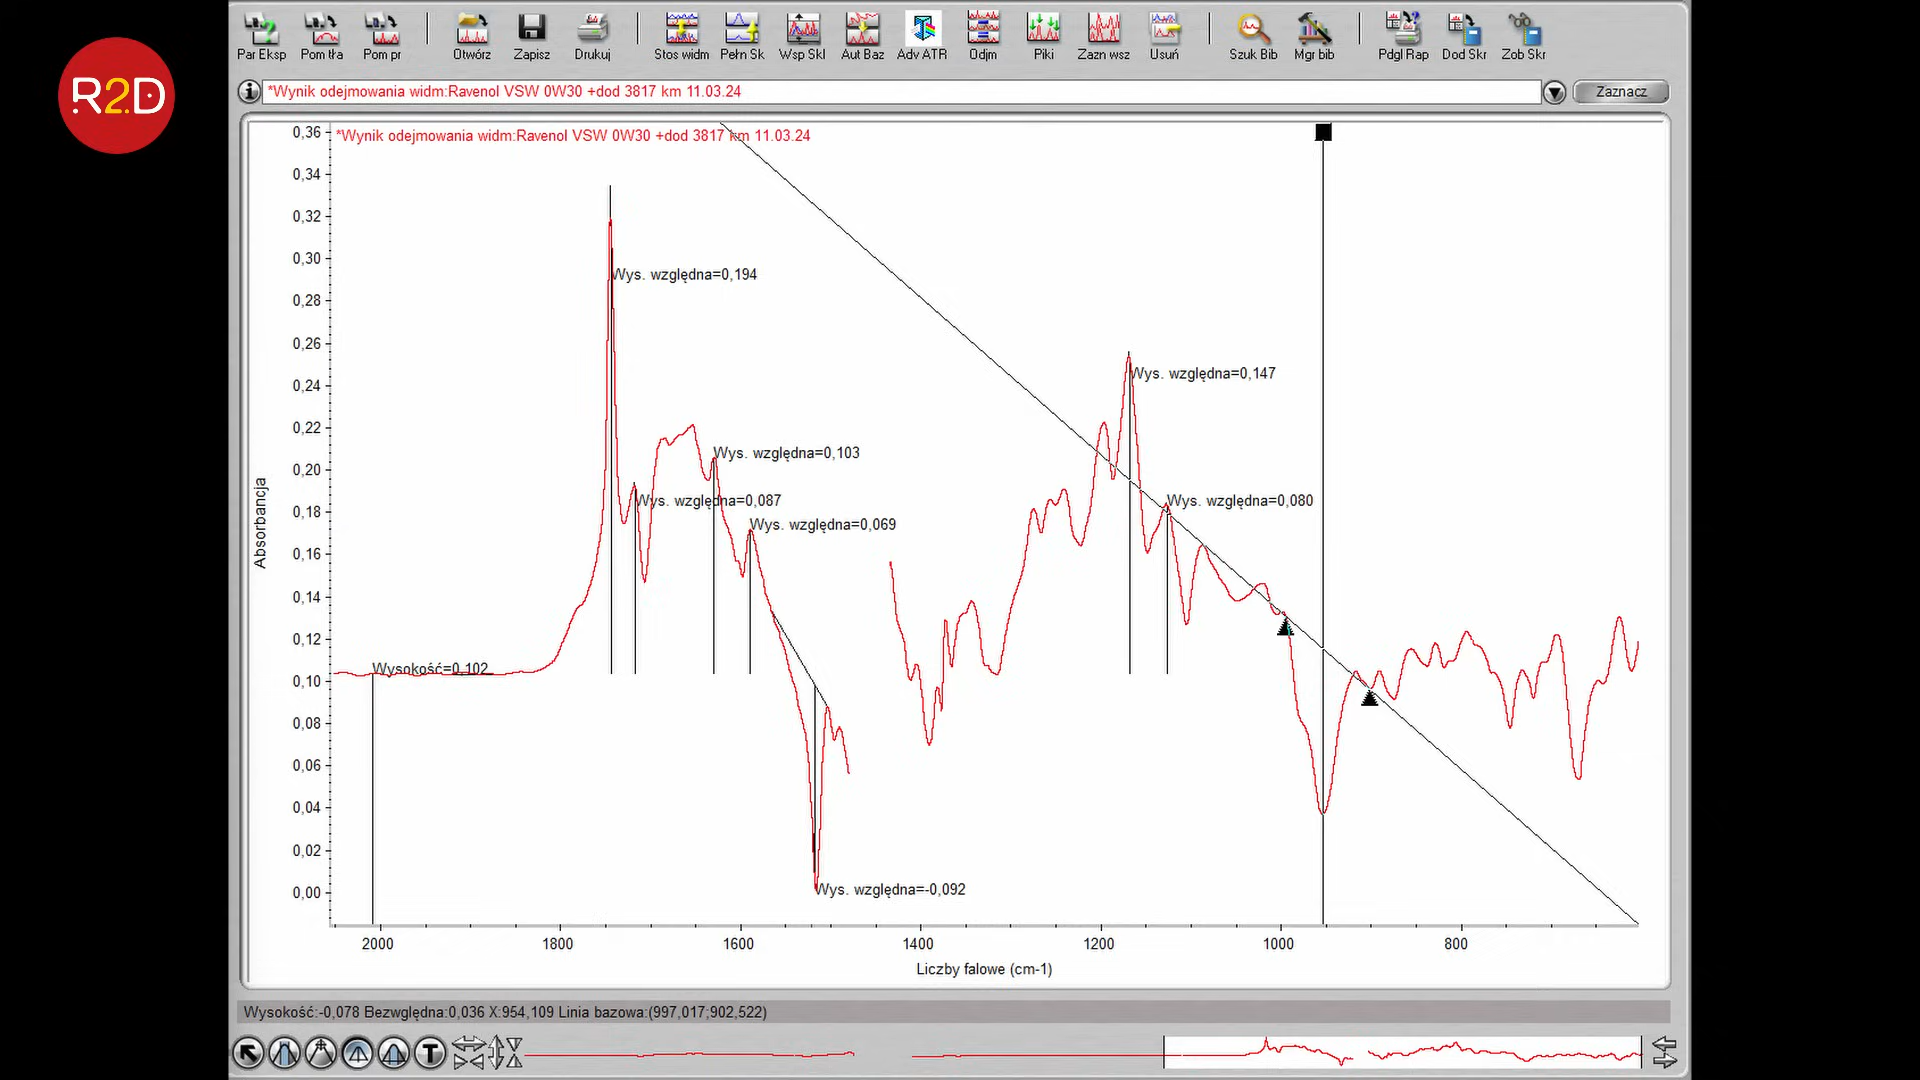 R2D
Par Eksp Pom tła Pom pr Otwórz Zapisz Drukuj Stos widm Pełn Sk Wsp Skl Aut Baz Adv ATR Odjm Piki Zazn wsz Usuń Szuk Bib Mgr bib Pdgl Rap Dod Skr Zob Skr
*Wynik odejmowania widm:Ravenol VSW 0W30 +dod 3817 km 11.03.24
Zaznacz
*Wynik odejmowania widm:Ravenol VSW 0W30 +dod 3817 km 11.03.24
0,36
0,34
0,32
0,30
0,28
0,26
0,24
0,22
0,20
0,18
0,16
0,14
0,12
0,10
0,08
0,06
0,04
0,02
0,00
Absorbancja
Wys. względna=0,194
Wys. względna=0,147
Wys. względna=0,103
Wys. względna=0,087
Wys. względna=0,080
Wys. względna=0,069
Wysokość=0,102
Wys. względna=-0,092
2000 1800 1600 1400 1200 1000 800
Liczby falowe (cm-1)
Wysokość:-0,078 Bezwględna:0,036 X:954,109 Linia bazowa:(997,017;902,522)
T